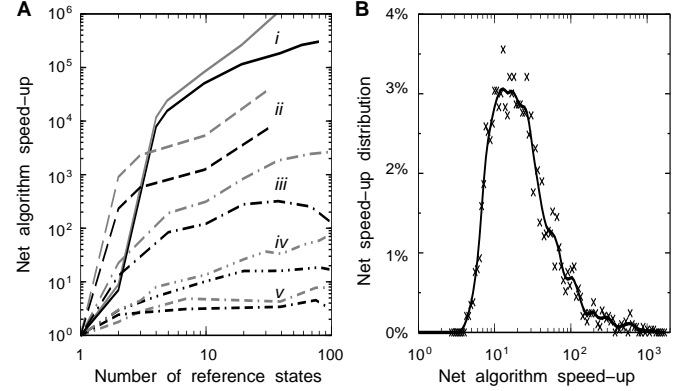 A
Net algorithm speed−up
10^6
10^5
10^4
10^3
10^2
10^1
10^0
i
ii
iii
iv
v
1
10
100
Number of reference states
B
Net speed−up distribution
4%
3%
2%
1%
0%
10^0
10^1
10^2
10^3
Net algorithm speed−up